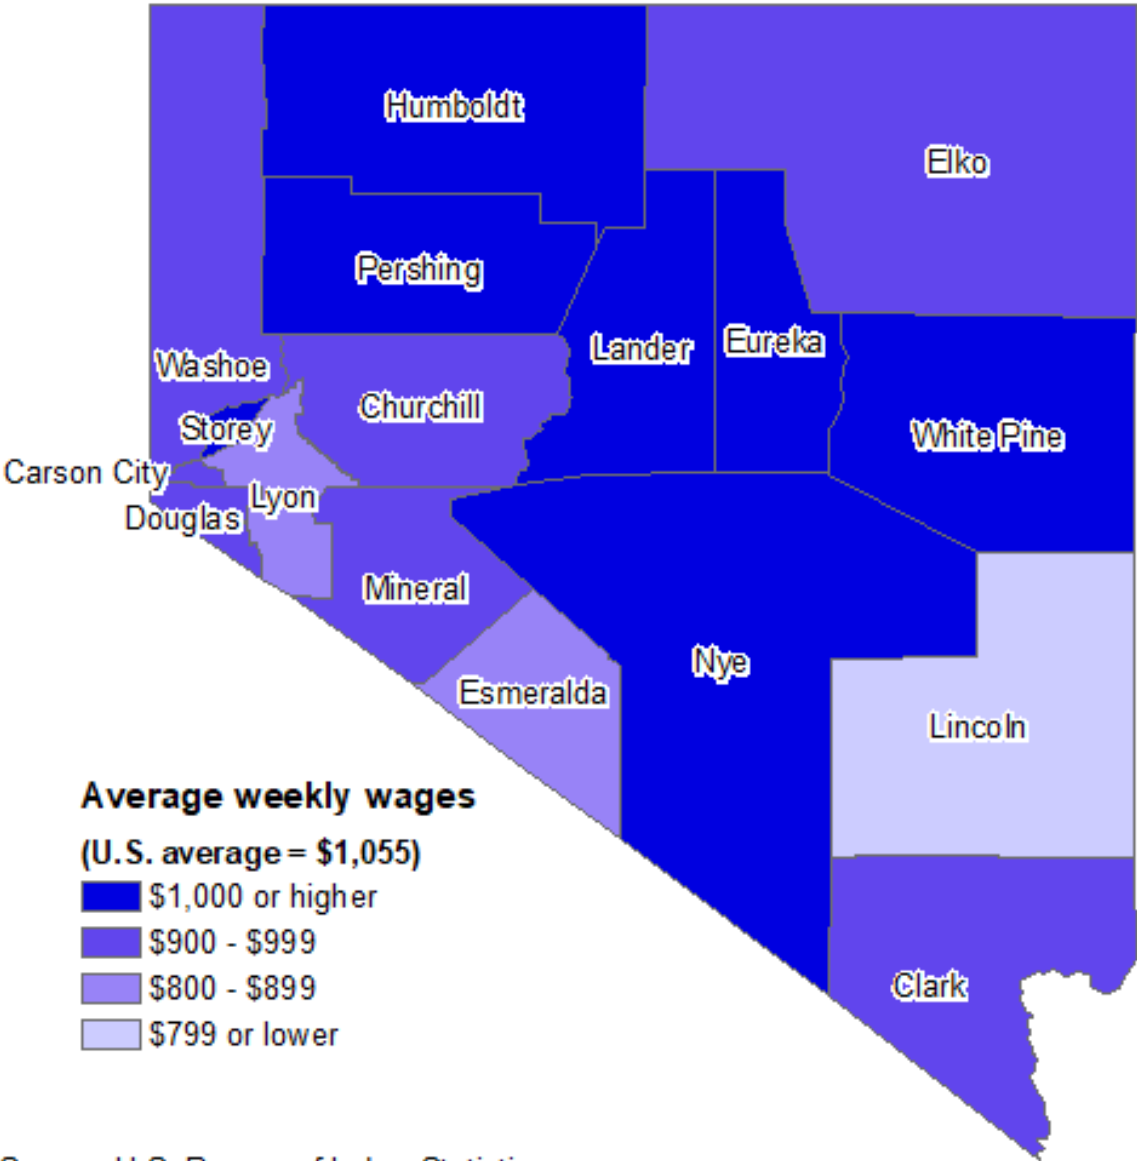 Humboldt
Elko
Pershing
Lander
Eureka
Washoe
Churchill
Storey
White Pine
Carson City
Lyon
Douglas
Mineral
Nye
Esmeralda
Lincoln
Average weekly wages
(U.S. average = $1,055)
$1,000 or higher
$900 - $999
$800 - $899
Clark
$799 or lower